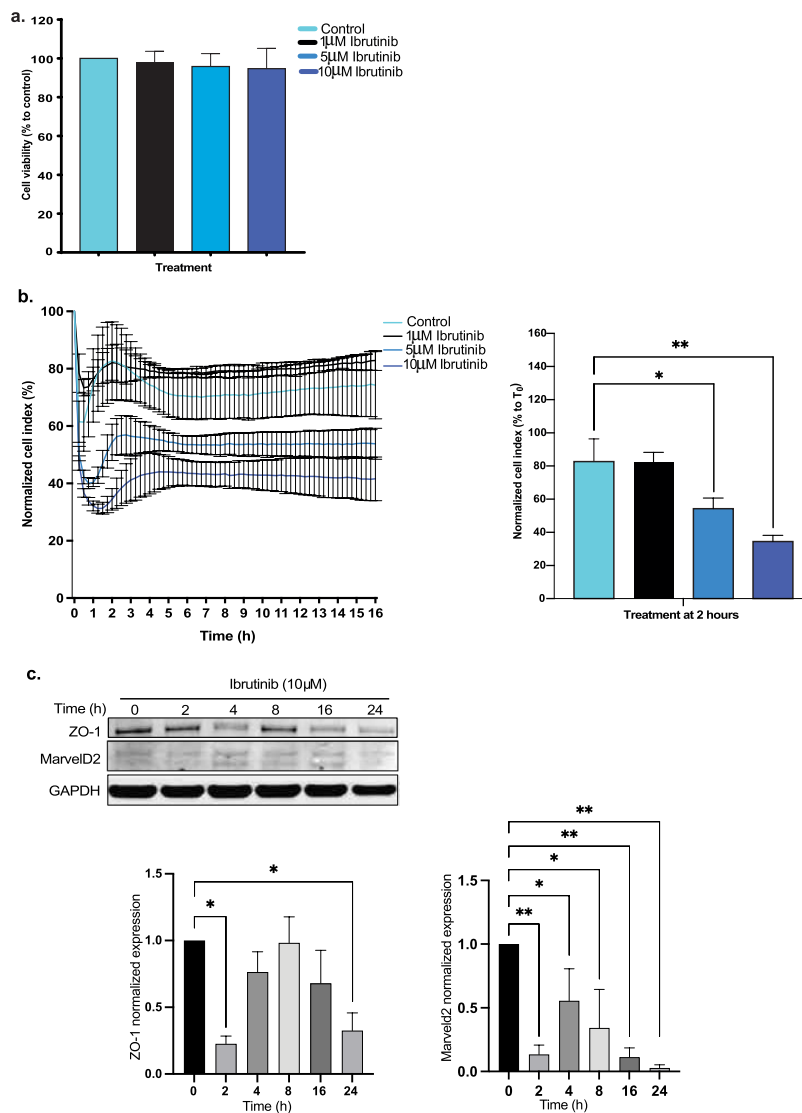 a.
Cell viability (% to control)
120
100
80
60
40
20
0
Treatment
Control
1µM Ibrutinib
5µM Ibrutinib
10µM Ibrutinib
b.
Normalized cell index (%)
100
80
60
40
20
0
0 1 2 3 4 5 6 7 8 9 10 11 12 13 14 15 16
Time (h)
Control
1µM Ibrutinib
5µM Ibrutinib
10µM Ibrutinib
Normalized cell index (% to T0)
160
140
120
100
80
60
40
20
0
**
*
Treatment at 2 hours
c.
Ibrutinib (10µM)
Time (h) 0 2 4 8 16 24
ZO-1
MarvelD2
GAPDH
ZO-1 normalized expression
1.5
1.0
0.5
0.0
*
*
0 2 4 8 16 24
Time (h)
Marveld2 normalized expression
1.5
1.0
0.5
0.0
**
**
*
*
**
0 2 4 8 16 24
Time (h)